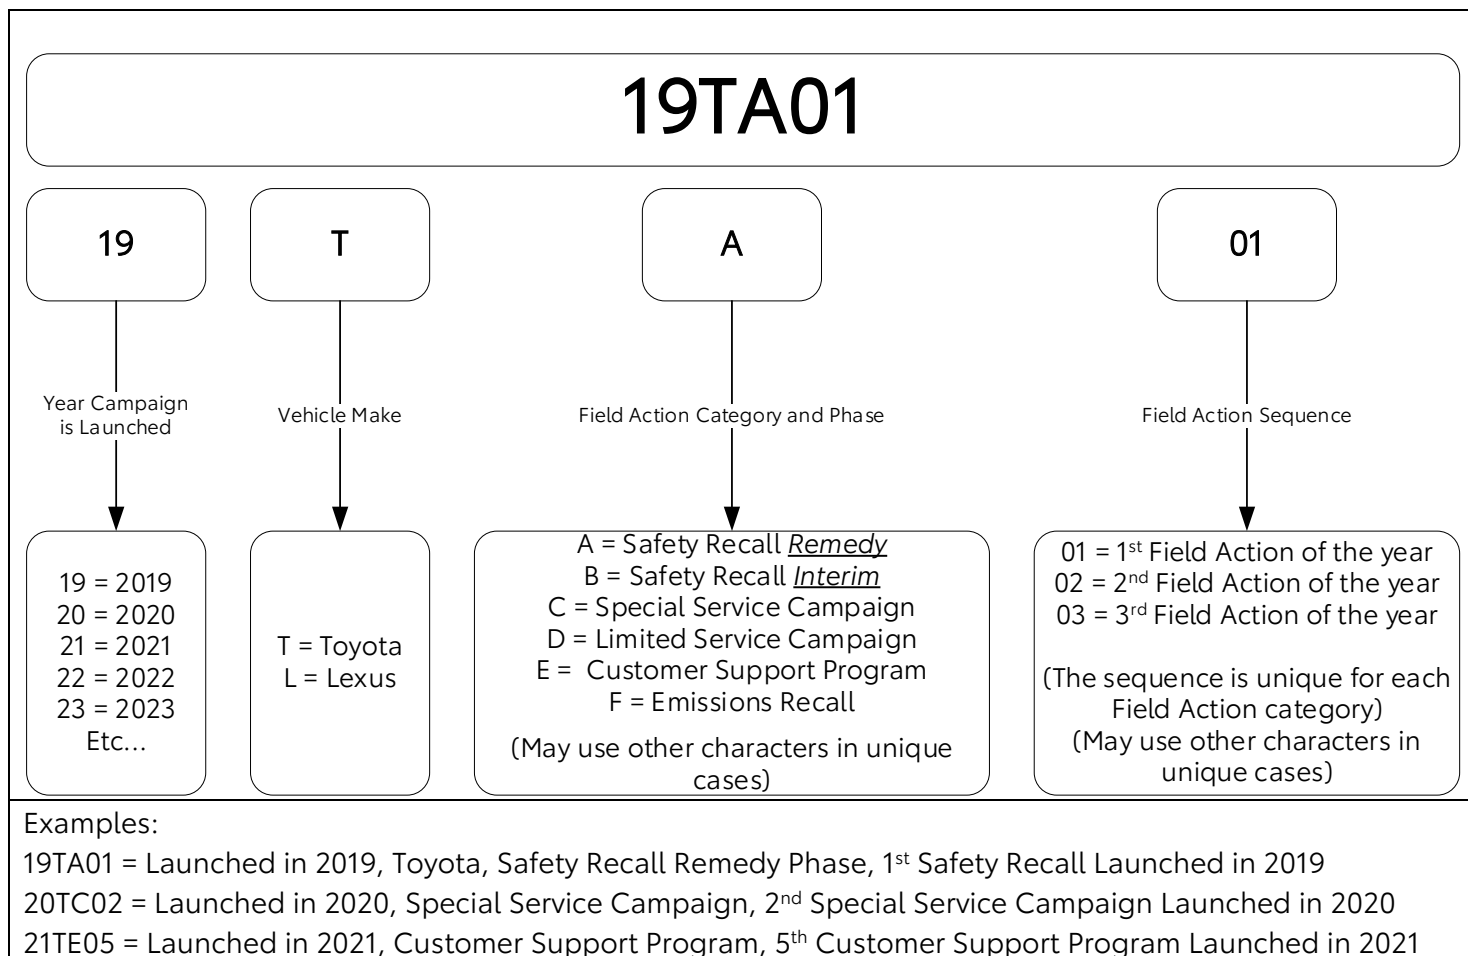 19TA01
19
T
A
01
Year Campaign
is Launched
Vehicle Make
Field Action Category and Phase
Field Action Sequence
19 = 2019
20 = 2020
21 = 2021
22 = 2022
23 = 2023
Etc...
T = Toyota
L = Lexus
A = Safety Recall Remedy
B = Safety Recall Interim
C = Special Service Campaign
D = Limited Service Campaign
E =  Customer Support Program
F = Emissions Recall
(May use other characters in unique
cases)
01 = 1st Field Action of the year
02 = 2nd Field Action of the year
03 = 3rd Field Action of the year
(The sequence is unique for each
Field Action category)
(May use other characters in
unique cases)
Examples:
19TA01 = Launched in 2019, Toyota, Safety Recall Remedy Phase, 1st Safety Recall Launched in 2019
20TC02 = Launched in 2020, Special Service Campaign, 2nd Special Service Campaign Launched in 2020
21TE05 = Launched in 2021, Customer Support Program, 5th Customer Support Program Launched in 2021